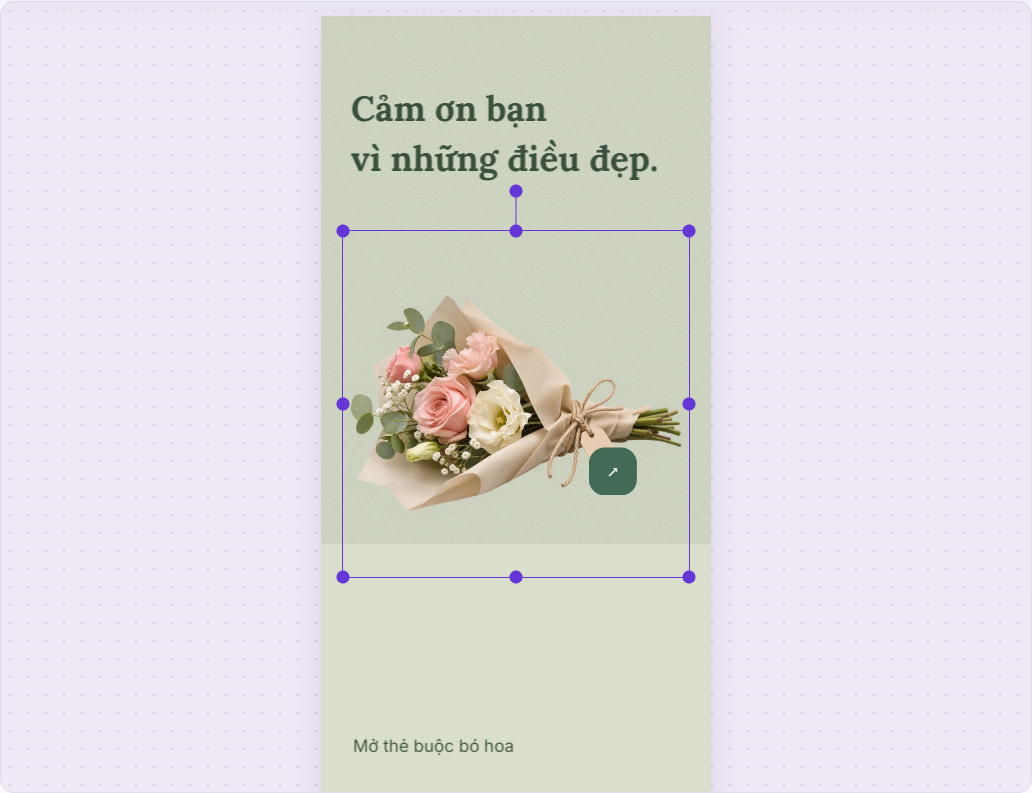 Cảm ơn bạn
vì những điều đẹp.
↗
Mở thẻ buộc bó hoa